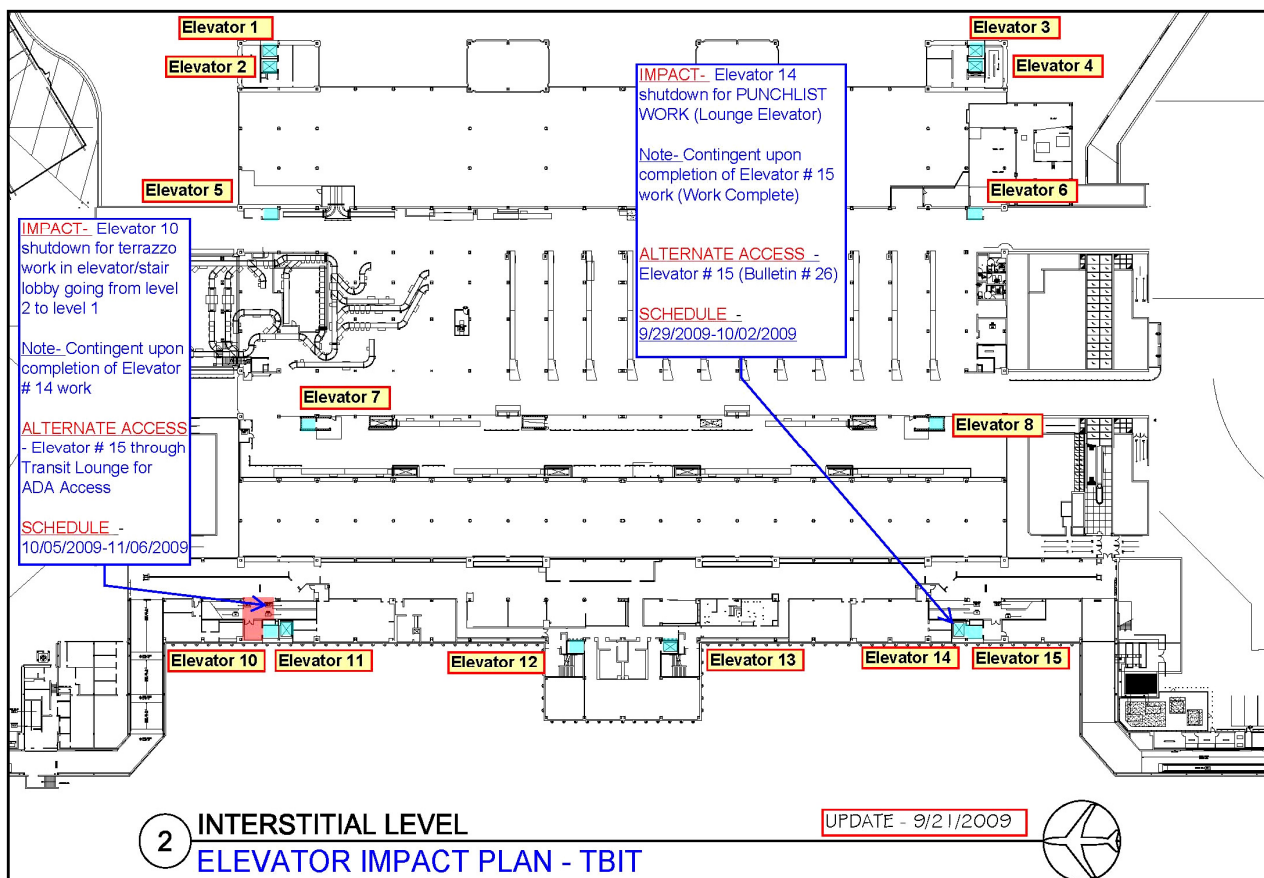 Elevator 1
Elevator 2
Elevator 3
Elevator 4
IMPACT- Elevator 14
shutdown for PUNCHLIST
WORK (Lounge Elevator)
Note- Contingent upon
completion of Elevator # 15
work (Work Complete)
ALTERNATE ACCESS -
Elevator # 15 (Bulletin # 26)
SCHEDULE -
9/29/2009-10/02/2009
Elevator 5
Elevator 6
IMPACT- Elevator 10
shutdown for terrazzo
work in elevator/stair
lobby going from level
2 to level 1
Note- Contingent upon
completion of Elevator
# 14 work
ALTERNATE ACCESS
- Elevator # 15 through
Transit Lounge for
ADA Access
SCHEDULE -
10/05/2009-11/06/2009
Elevator 7
Elevator 8
Elevator 10
Elevator 11
Elevator 12
Elevator 13
Elevator 14
Elevator 15
2
INTERSTITIAL LEVEL
ELEVATOR IMPACT PLAN - TBIT
UPDATE - 9/21/2009